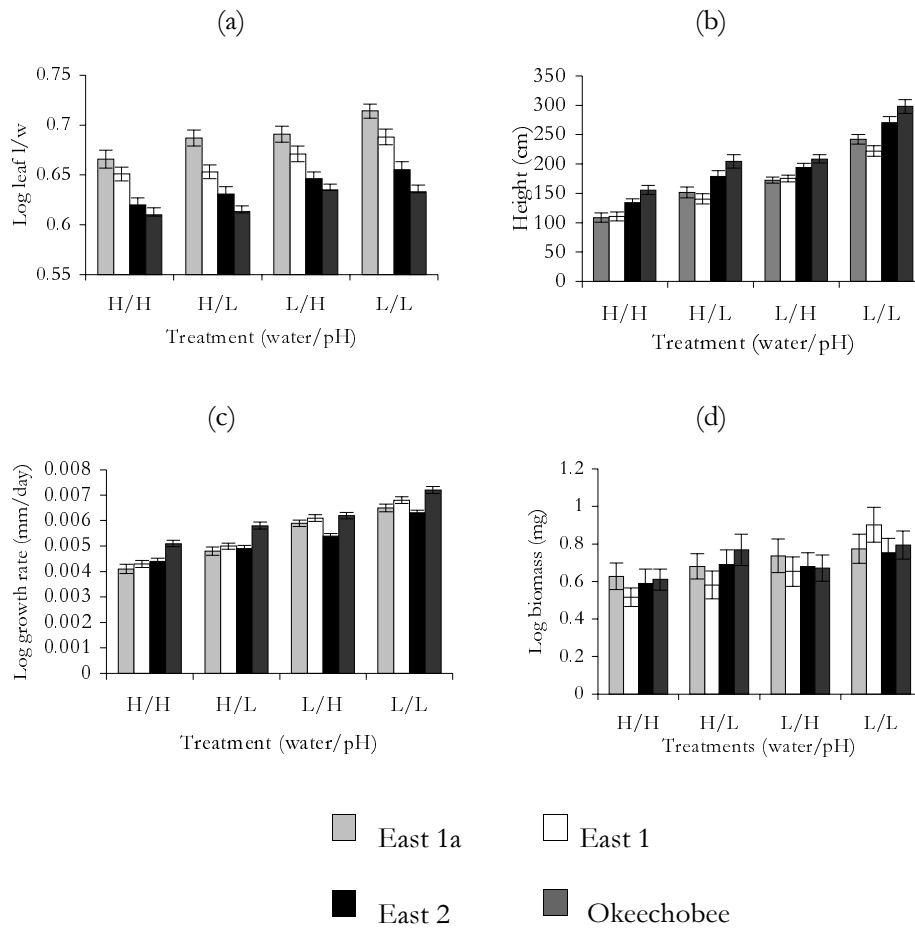 (a)
Log leaf l/w
0.75
0.7
0.65
0.6
0.55
H/H H/L L/H L/L
Treatment (water/pH)
(b)
Height (cm)
350
300
250
200
150
100
50
0
H/H H/L L/H L/L
Treatment (water/pH)
(c)
Log growth rate (mm/day)
0.008
0.007
0.006
0.005
0.004
0.003
0.002
0.001
0
H/H H/L L/H L/L
Treatment (water/pH)
(d)
Log biomass (mg)
1.2
1
0.8
0.6
0.4
0.2
0
H/H H/L L/H L/L
Treatments (water/pH)
East 1a East 1
East 2 Okeechobee